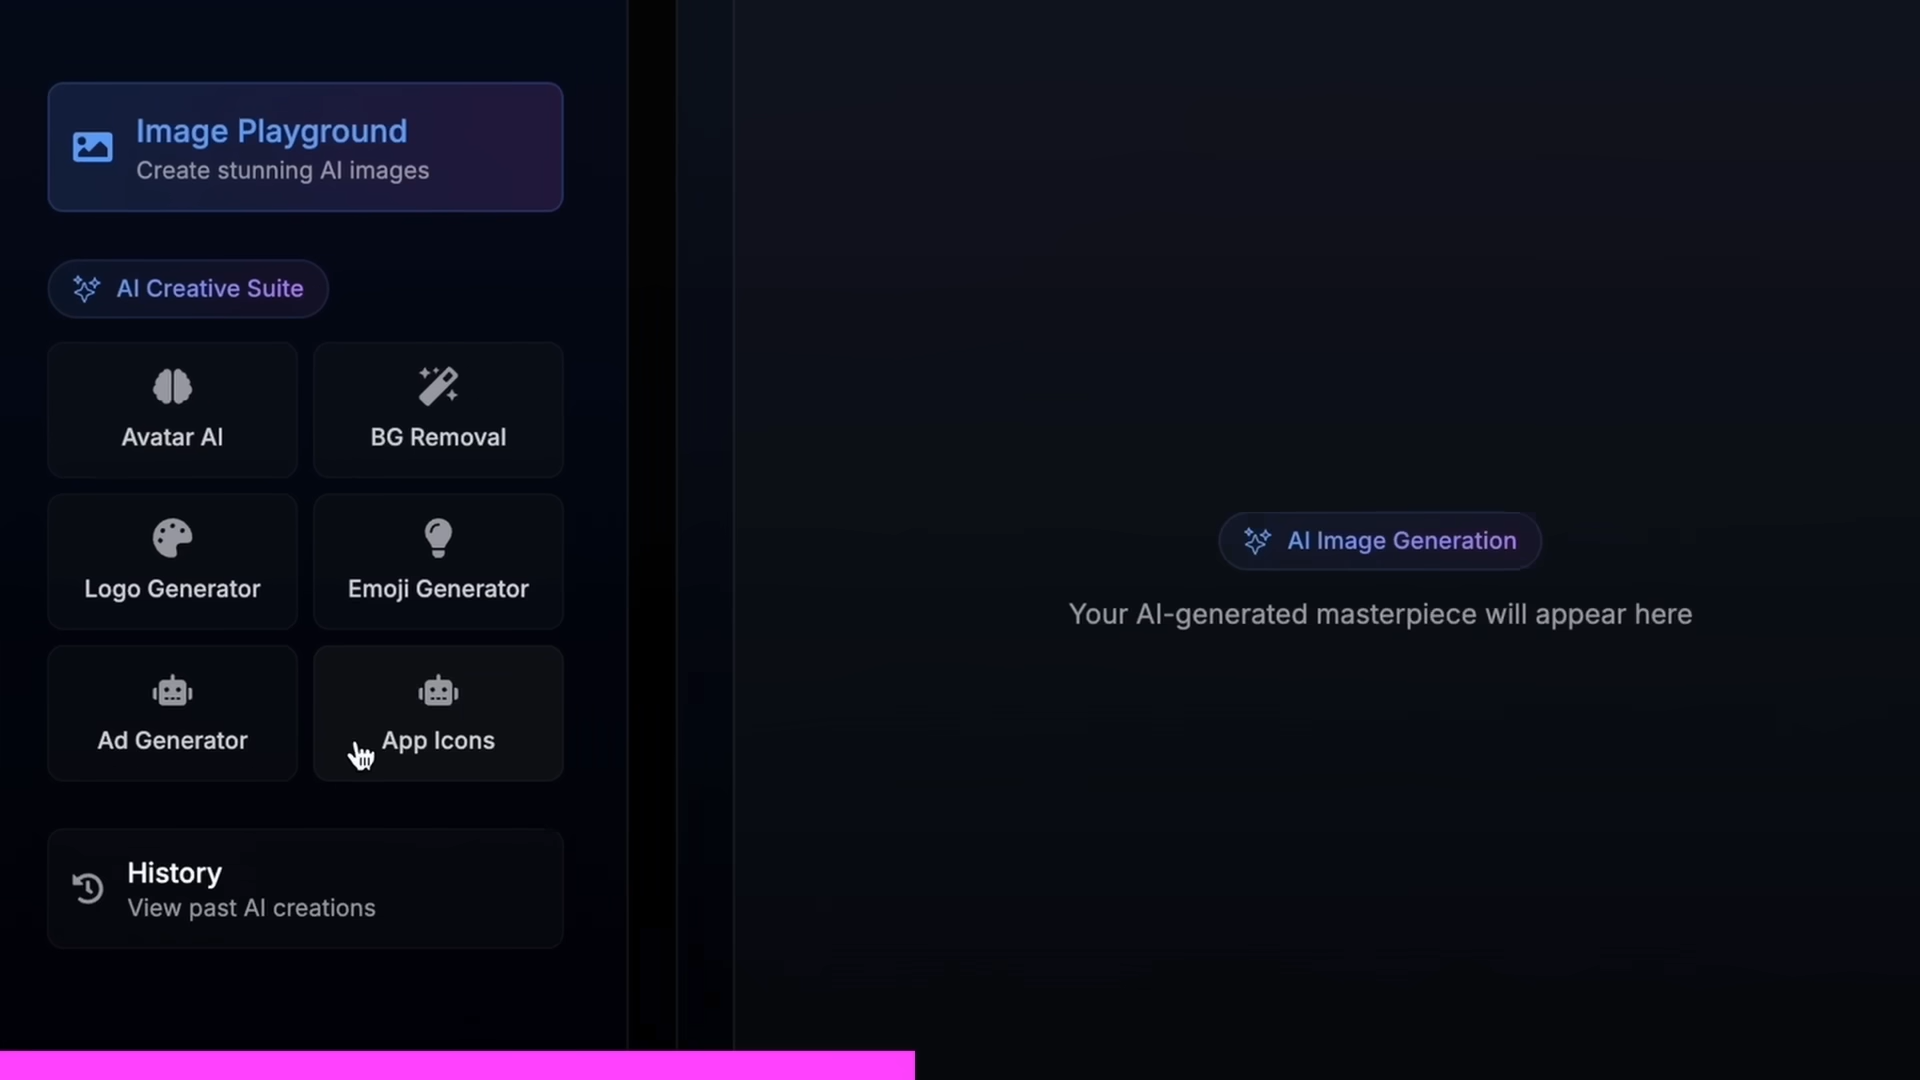 Image Playground
Create stunning AI images
AI Creative Suite
Avatar AI
BG Removal
Logo Generator
Emoji Generator
Ad Generator
App Icons
History
View past AI creations
AI Image Generation
Your AI-generated masterpiece will appear here